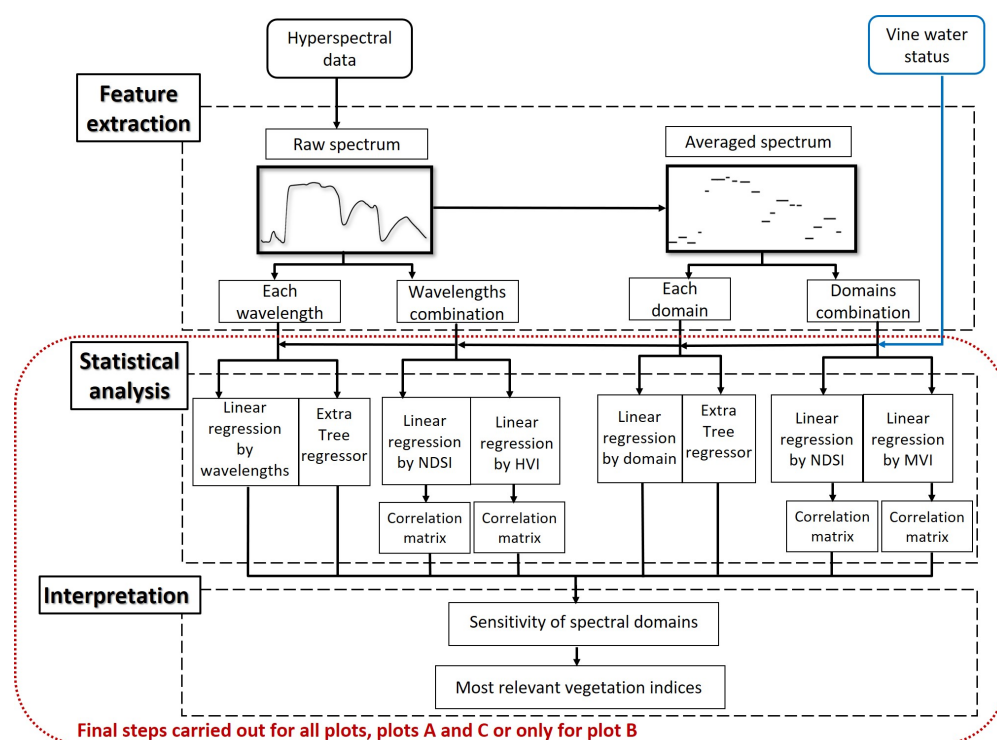 Hyperspectral
data
Vine water
status
Feature
extraction
Raw spectrum
Averaged spectrum
Each
wavelength
Wavelengths
combination
Each
domain
Domains
combination
Statistical
analysis
Linear
regression
by
wavelengths
Extra
Tree
regressor
Linear
regression
by NDSI
Linear
regression
by HVI
Linear
regression
by domain
Extra
Tree
regressor
Linear
regression
by NDSI
Linear
regression
by MVI
Correlation
matrix
Correlation
matrix
Correlation
matrix
Correlation
matrix
Interpretation
Sensitivity of spectral domains
Most relevant vegetation indices
Final steps carried out for all plots, plots A and C or only for plot B